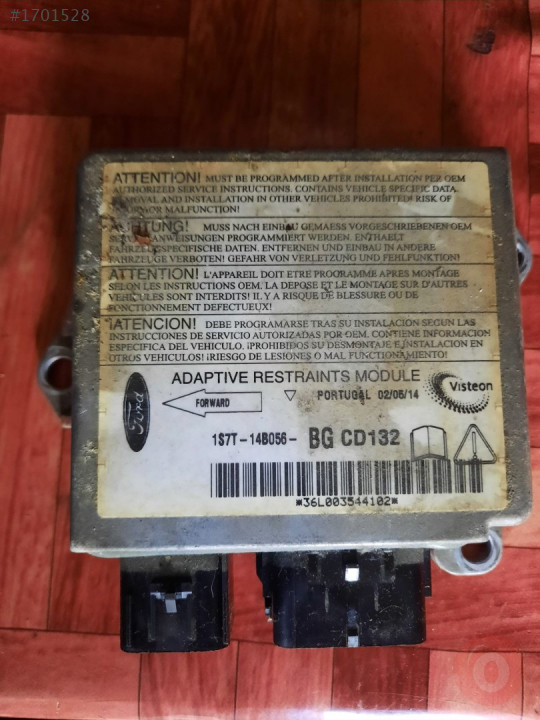 #1701528
ATTENTION! MUST BE PROGRAMMED AFTER INSTALLATION PER OEM
AUTHORIZED SERVICE INSTRUCTIONS. CONTAINS VEHICLE SPECIFIC DATA.
REMOVAL AND INSTALLATION IN OTHER VEHICLES PROHIBITED! RISK OF
OR MALFUNCTION!
ACHTUNG! MUSS NACH EINBAU GEMAESS VORGESCHRIEBENEN OEM
PROGRAMMIERT WERDEN. ENTHAELT
FAHRZEUGSPEZIFISCHE DATEN. ENTFERNEN UND EINBAU IN ANDERE
FAHRZEUGE VERBOTEN! GEFAHR VON VERLETZUNG UND FEHLFUNKTION!
ATTENTION! L'APPAREIL DOIT ETRE PROGRAMME APRES MONTAGE
SELON LES INSTRUCTIONS OEM. LA DEPOSE ET LE MONTAGE SUR D'AUTRES
VEHICULES SONT INTERDITS! IL Y A RISQUE DE BLESSURE OU DE
FONCTIONNEMENT DEFECTUEUX!
¡ATENCION! DEBE PROGRAMARSE TRAS SU INSTALACION SEGUN LAS
INSTRUCCIONES DE SERVICIO AUTORIZADAS POR OEM. CONTIENE INFORMACION
ESPECIFICA DEL VEHICULO. ¡PROHIBIDOS SU DESMONTAJE E INSTALACION EN
OTROS VEHICULOS! ¡RIESGO DE LESIONES O MAL FUNCIONAMIENTO!
ADAPTIVE RESTRAINTS MODULE
Ford
FORWARD
PORTUGAL 02/05/14
Visteon
1S7T-14B056- BG CD132
*36L003544102*